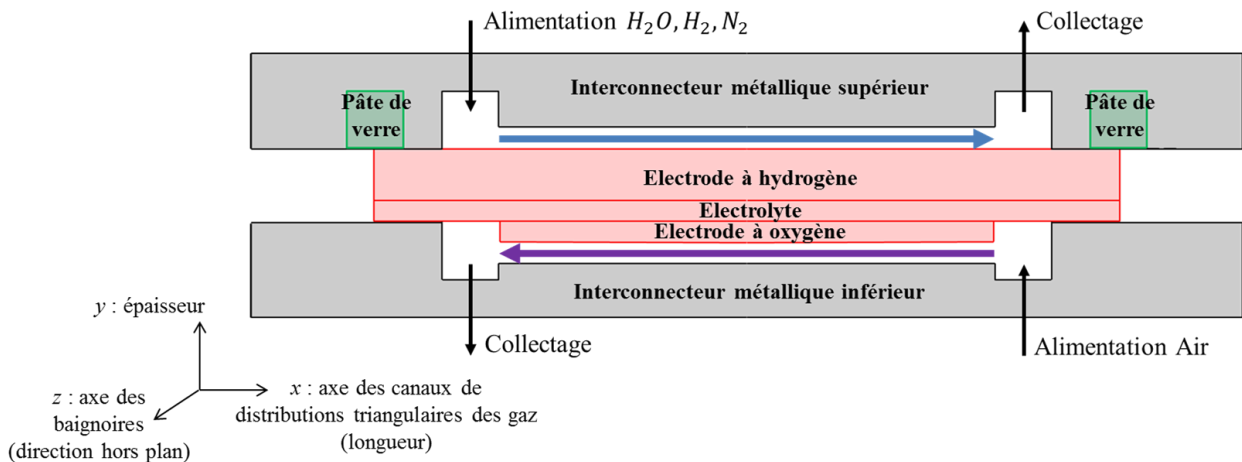 Alimentation H₂O, H₂, N₂
Collectage
Interconnecteur métallique supérieur
Pâte de
verre
Pâte de
verre
Electrode à hydrogène
Electrolyte
Electrode à oxygène
Interconnecteur métallique inférieur
y : épaisseur
Collectage
Alimentation Air
z : axe des
baignoires
(direction hors plan)
x : axe des canaux de
distributions triangulaires des gaz
(longueur)